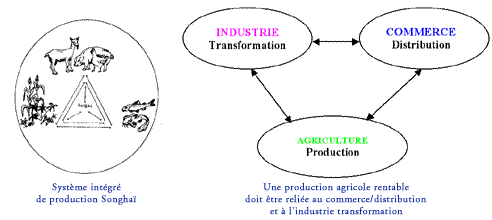 INDUSTRIE
Transformation
COMMERCE
Distribution
AGRICULTURE
Production
Système intégré
de production Songhaï
Une production agricole rentable
doit être reliée au commerce/distribution
et à l'industrie transformation